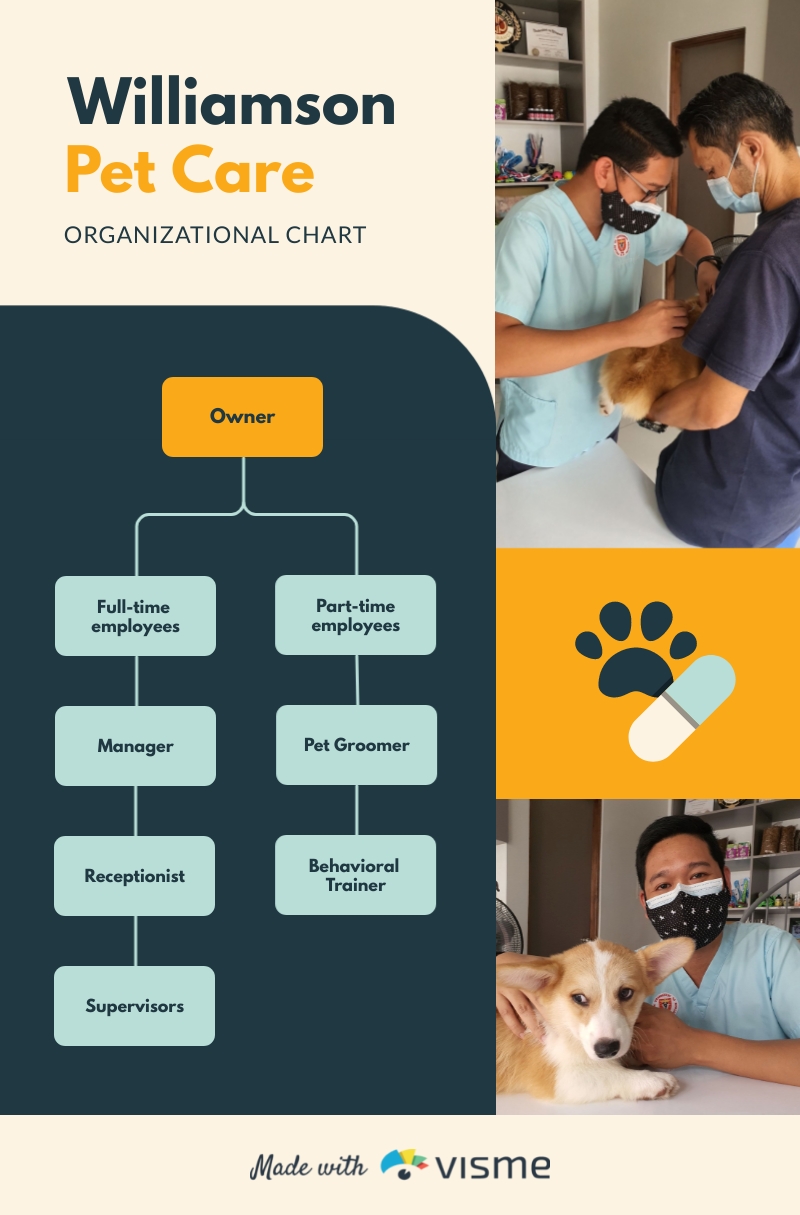 Williamson
Pet Care
ORGANIZATIONAL CHART
Owner
Full-time
employees
Part-time
employees
Manager
Pet Groomer
Receptionist
Behavioral
Trainer
Supervisors
Made with visme